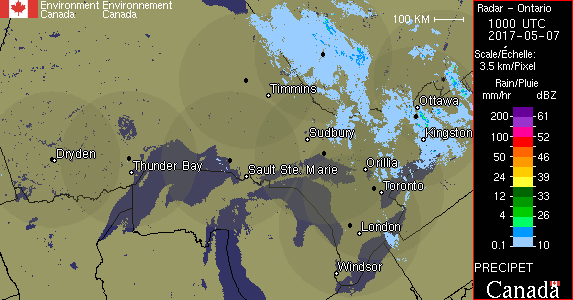 Environment Environnement
Canada Canada
100 KM
Timmins
Ottawa
Sudbury
Kingston
Dryden
Thunder Bay
Sault Ste. Marie
Orillia
Toronto
London
Windsor
Radar - Ontario
1000 UTC
2017-05-07
Scale/Échelle:
3.5 km/Pixel
Rain/Pluie
mm/hr dBZ
200 61
100 52
50 46
24 39
12 33
4 26
0.1 10
PRECIPET
Canada